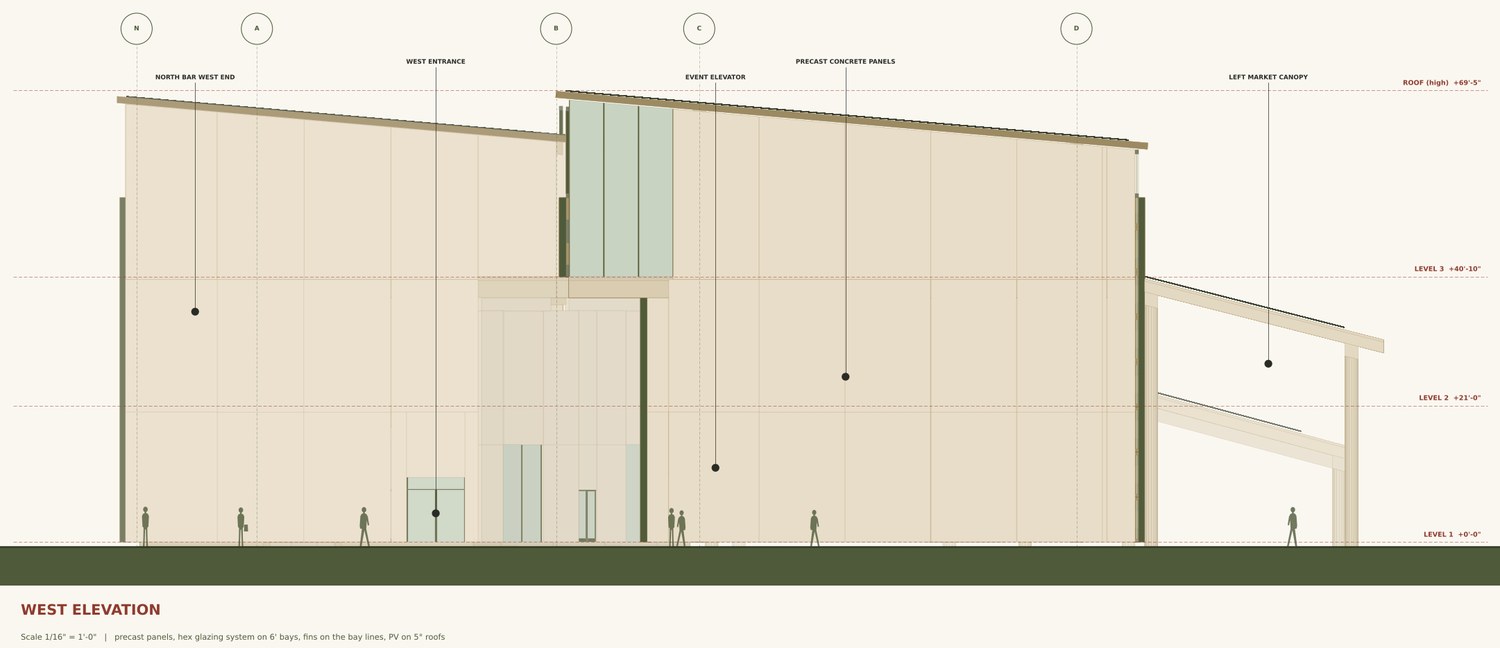 N
A
B
C
D
WEST ENTRANCE
PRECAST CONCRETE PANELS
NORTH BAR WEST END
EVENT ELEVATOR
LEFT MARKET CANOPY
ROOF (high) +69'-5"
LEVEL 3 +40'-10"
LEVEL 2 +21'-0"
LEVEL 1 +0'-0"
WEST ELEVATION
Scale 1/16" = 1'-0" | precast panels, hex glazing system on 6' bays, fins on the bay lines, PV on 5° roofs